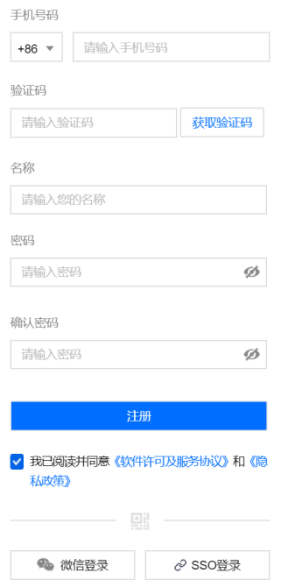 手机号码
+86 请输入手机号码
验证码
请输入验证码 获取验证码
名称
请输入您的名称
密码
请输入密码
确认密码
请输入密码
注册
我已阅读并同意《软件许可及服务协议》和《隐
私政策》
微信登录 SSO登录